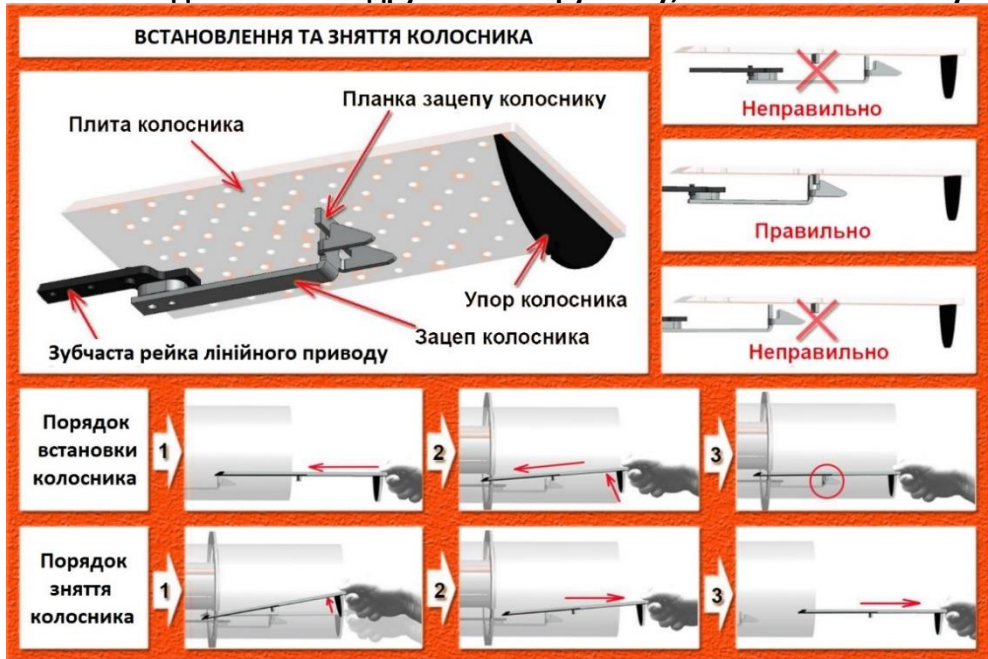 ВСТАНОВЛЕННЯ ТА ЗНЯТТЯ КОЛОСНИКА
Плита колосника
Планка зацепу колоснику
Упор колосника
Зацеп колосника
Зубчаста рейка лінійного приводу
Неправильно
Правильно
Неправильно
Порядок
встановки
колосника
1
2
3
Порядок
зняття
колосника
1
2
3